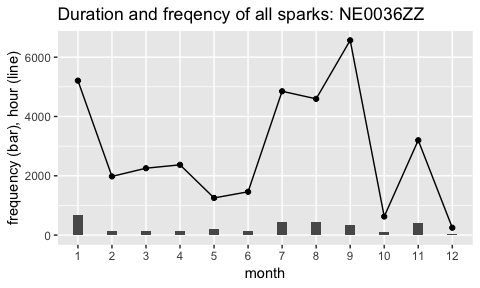 Duration and freqency of all sparks: NE0036ZZ
frequency (bar), hour (line)
6000
4000
2000
0
1 2 3 4 5 6 7 8 9 10 11 12
month